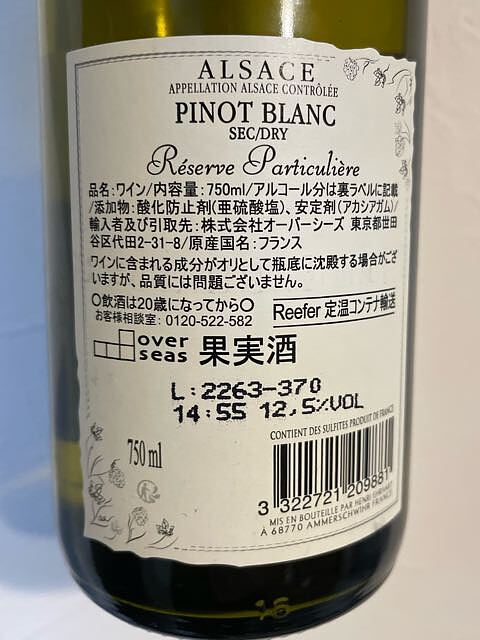 ALSACE
APPELLATION ALSACE CONTRÔLÉE
PINOT BLANC
SEC/DRY
Réserve Particulière
品名:ワイン/内容量:750ml/アルコール分は裏ラベルに記載
/添加物:酸化防止剤(亜硫酸塩)、安定剤(アカシアガム)/
輸入者及び引取先:株式会社オーバーシーズ 東京都世田
谷区代田2-31-8/原産国名:フランス
ワインに含まれる成分がオリとして瓶底に沈殿する場合がござ
いますが、品質には問題ございません。
○飲酒は20歳になってから○
お客様相談室:0120-522-582
Reefer 定温コンテナ輸送
over
seas 果実酒
L:2263-370
14:55 12,5%VOL
CONTIENT DES SULFITES. PRODUIT DE FRANCE
750 ml
3 322721 209881
MIS EN BOUTEILLE PAR HENRI EHRHART
À 68770 AMMERSCHWIHR FRANCE